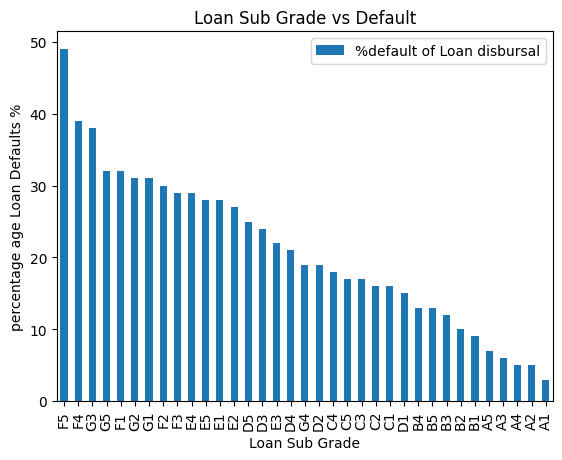 Loan Sub Grade vs Default
%default of Loan disbursal
percentage age Loan Defaults %
50
40
30
20
10
0
F5 F4 G3 G5 F1 G2 G1 F2 F3 E4 E5 E1 E2 D5 D3 E3 D4 G4 D2 C4 C5 C3 C2 C1 D1 B4 B5 B3 B2 B1 A5 A3 A4 A2 A1
Loan Sub Grade